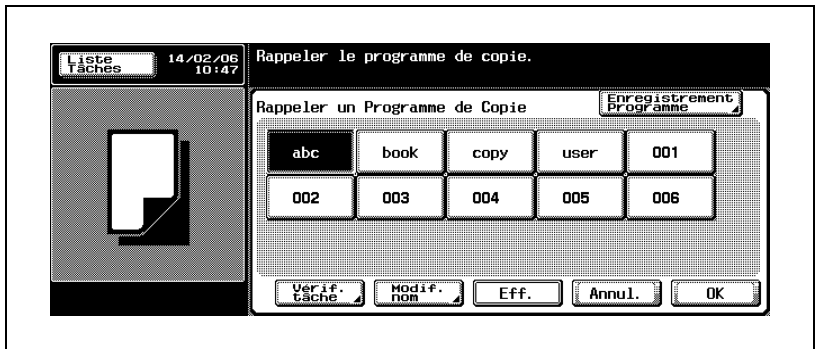 Liste
Tâches
14/02/06
10:47
Rappeler le programme de copie.
Rappeler un Programme de Copie
Enregistrement
Programme
abc book copy user 001
002 003 004 005 006
Vérif.
tâche
Modif.
nom
Eff.
Annul.
OK